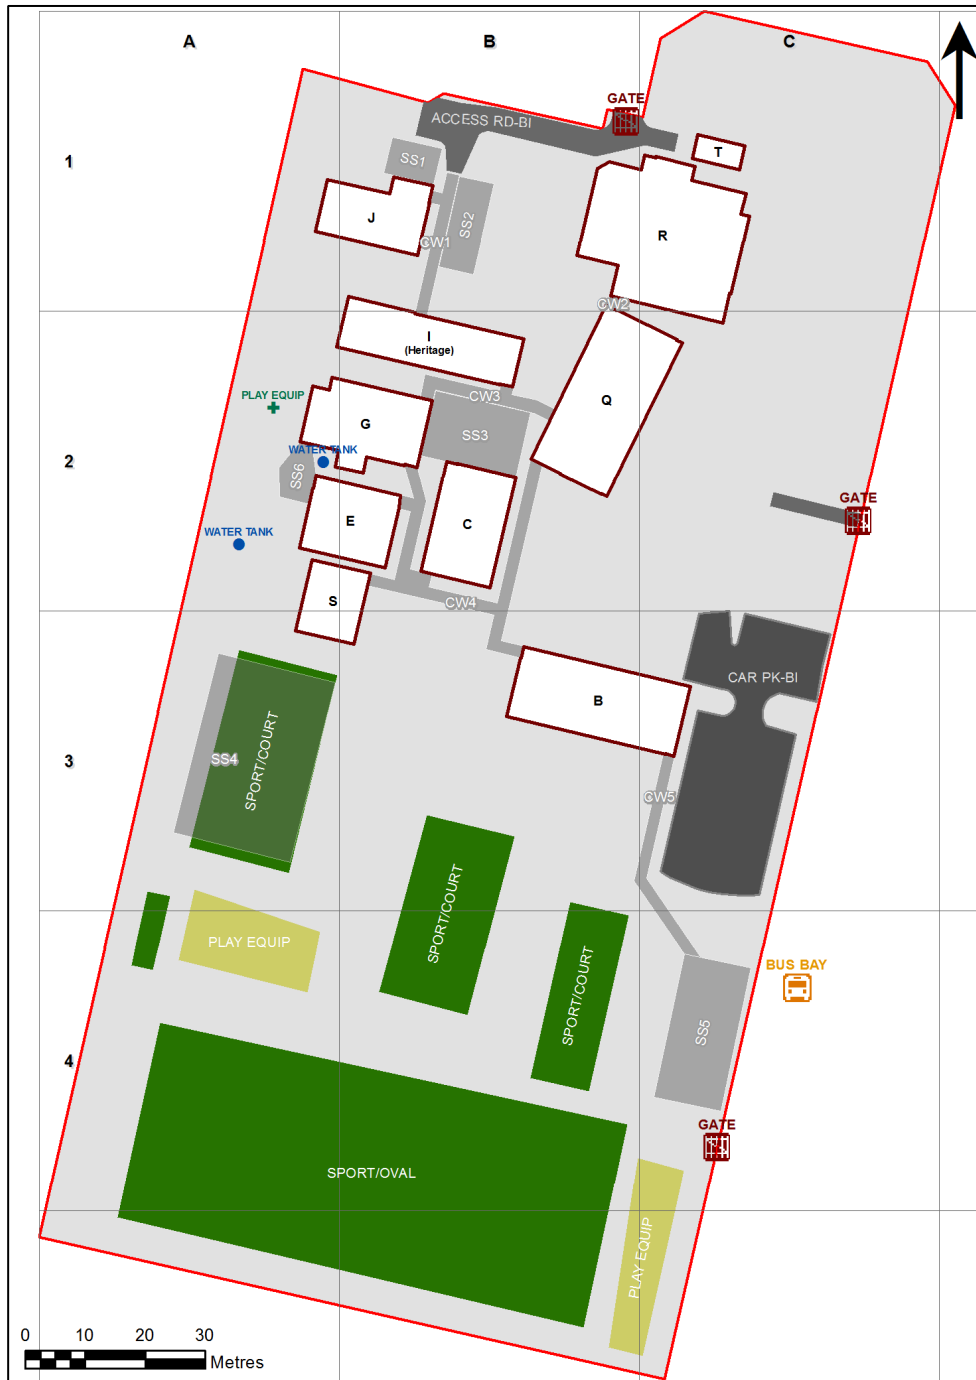 A
B
C
GATE
ACCESS RD-BI
1
SS1
T
J
SS2
R
CW1
CW2
I
(Heritage)
PLAY EQUIP
CW3
Q
G
SS3
2
WATER TANK
SS6
GATE
E
C
WATER TANK
S
CW4
CAR PK-BI
B
SPORT/COURT
SS4
3
CW5
SPORT/COURT
PLAY EQUIP
SPORT/COURT
BUS BAY
SS5
4
GATE
SPORT/OVAL
PLAY EQUIP
0 10 20 30
Metres